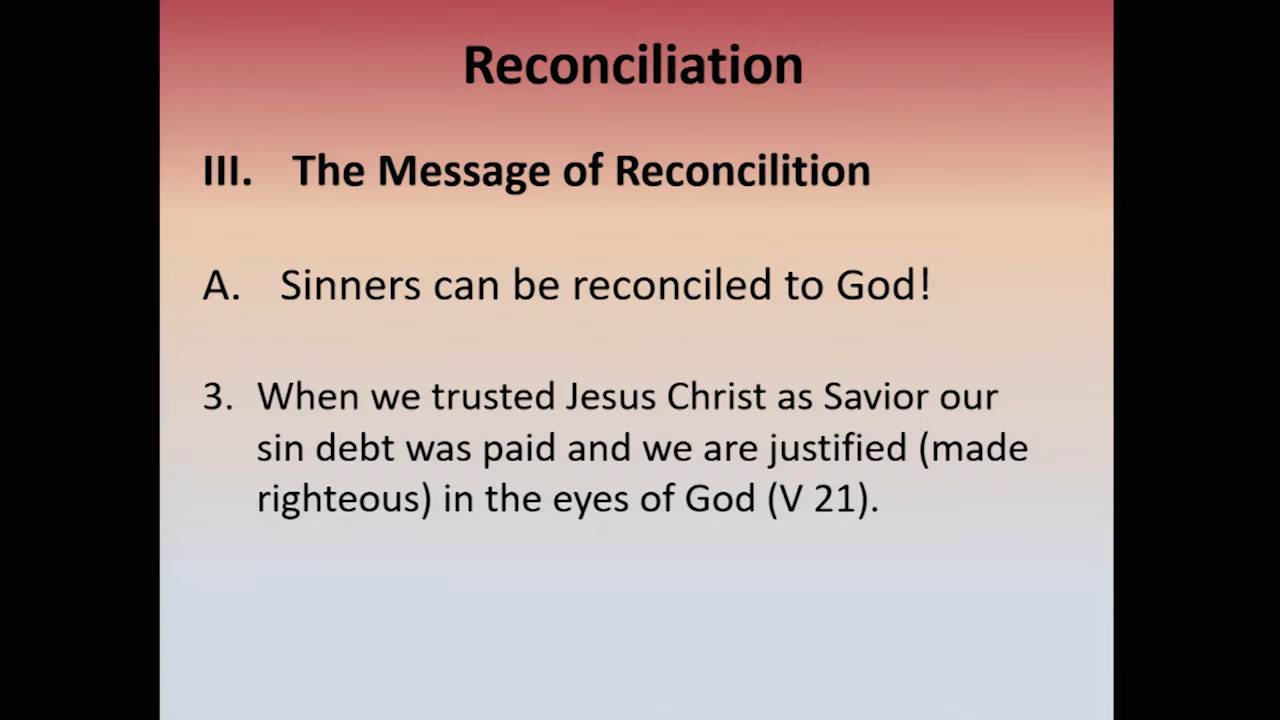 Reconciliation
III. The Message of Reconcilition
A. Sinners can be reconciled to God!
3. When we trusted Jesus Christ as Savior our
sin debt was paid and we are justified (made
righteous) in the eyes of God (V 21).